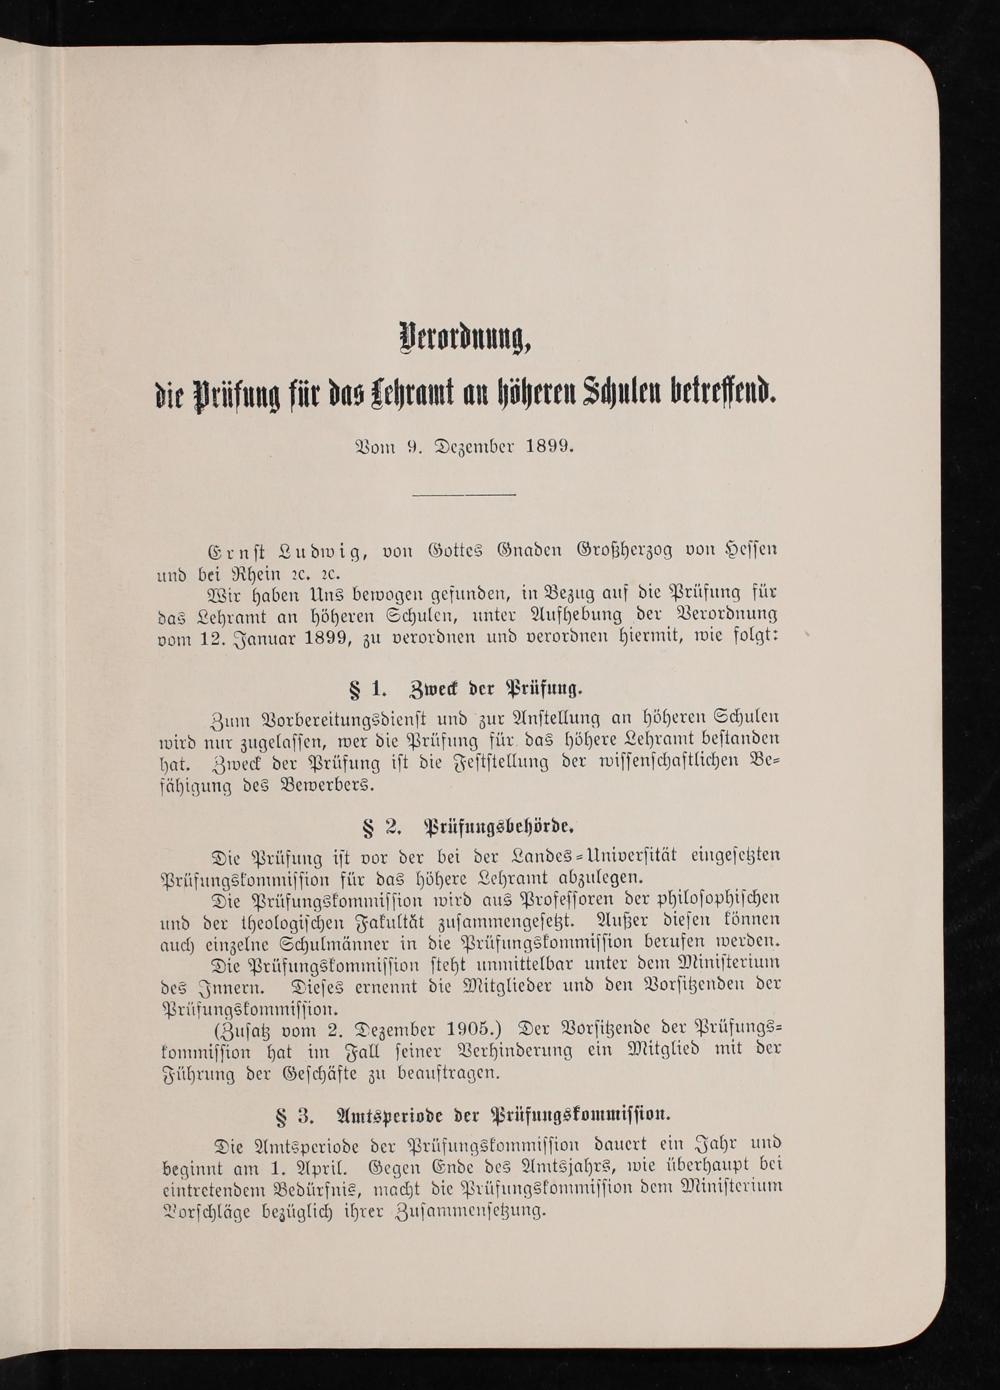 Verordnung,
die Prüfung für das Lehramt an höheren Schulen betreffend.
Vom 9. Dezember 1899.
Ernst Ludwig, von Gottes Gnaden Großherzog von Hessen
und bei Rhein ꝛc. ꝛc.
Wir haben Uns bewogen gefunden, in Bezug auf die Prüfung für
das Lehramt an höheren Schulen, unter Aufhebung der Verordnung
vom 12. Januar 1899, zu verordnen und verordnen hiermit, wie folgt:
§ 1. Zweck der Prüfung.
Zum Vorbereitungsdienst und zur Anstellung an höheren Schulen
wird nur zugelassen, wer die Prüfung für das höhere Lehramt bestanden
hat. Zweck der Prüfung ist die Feststellung der wissenschaftlichen Be-
fähigung des Bewerbers.
§ 2. Prüfungsbehörde.
Die Prüfung ist vor der bei der Landes-Universität eingesetzten
Prüfungskommission für das höhere Lehramt abzulegen.
Die Prüfungskommission wird aus Professoren der philosophischen
und der theologischen Fakultät zusammengesetzt. Außer diesen können
auch einzelne Schulmänner in die Prüfungskommission berufen werden.
Die Prüfungskommission steht unmittelbar unter dem Ministerium
des Innern. Dieses ernennt die Mitglieder und den Vorsitzenden der
Prüfungskommission.
(Zusatz vom 2. Dezember 1905.) Der Vorsitzende der Prüfungs-
kommission hat im Fall seiner Verhinderung ein Mitglied mit der
Führung der Geschäfte zu beauftragen.
§ 3. Amtsperiode der Prüfungskommission.
Die Amtsperiode der Prüfungskommission dauert ein Jahr und
beginnt am 1. April. Gegen Ende des Amtsjahrs, wie überhaupt bei
eintretendem Bedürfnis, macht die Prüfungskommission dem Ministerium
Vorschläge bezüglich ihrer Zusammensetzung.